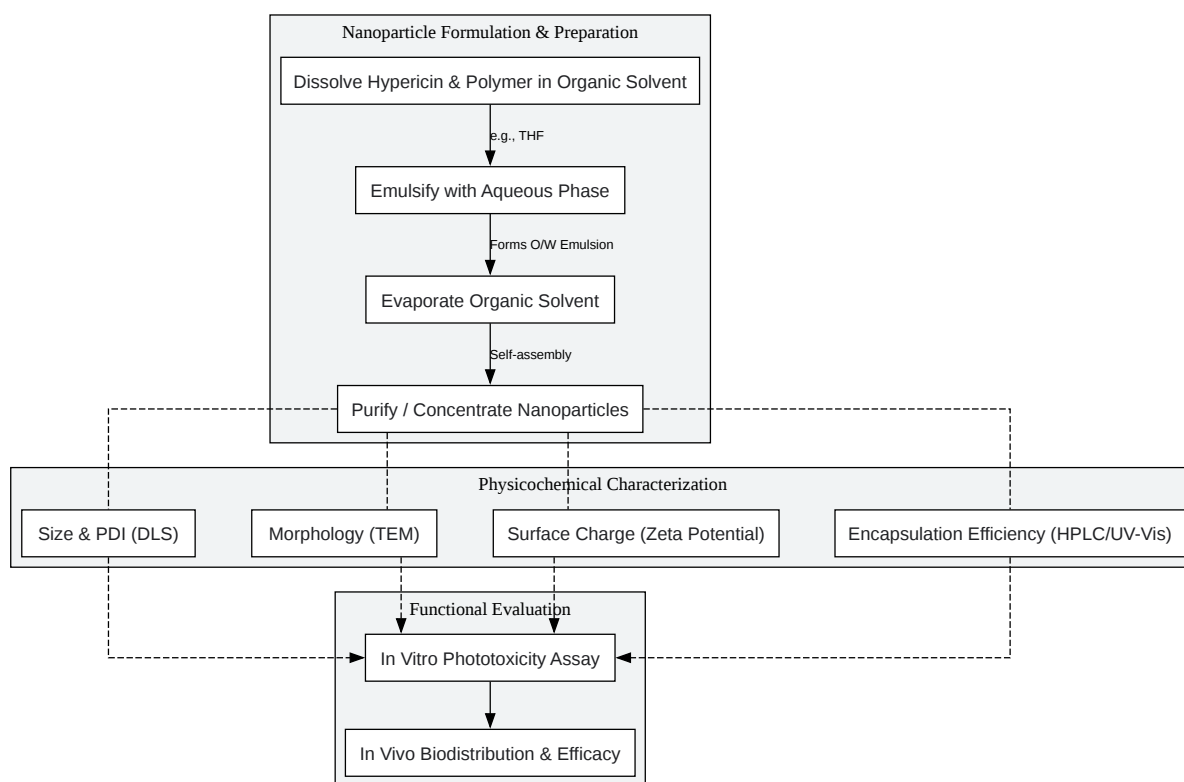 Nanoparticle Formulation & Preparation
Dissolve Hypericin & Polymer in Organic Solvent
e.g., THF
Emulsify with Aqueous Phase
Forms O/W Emulsion
Evaporate Organic Solvent
Self-assembly
Purify / Concentrate Nanoparticles
Physicochemical Characterization
Size & PDI (DLS)
Morphology (TEM)
Surface Charge (Zeta Potential)
Encapsulation Efficiency (HPLC/UV-Vis)
Functional Evaluation
In Vitro Phototoxicity Assay
In Vivo Biodistribution & Efficacy